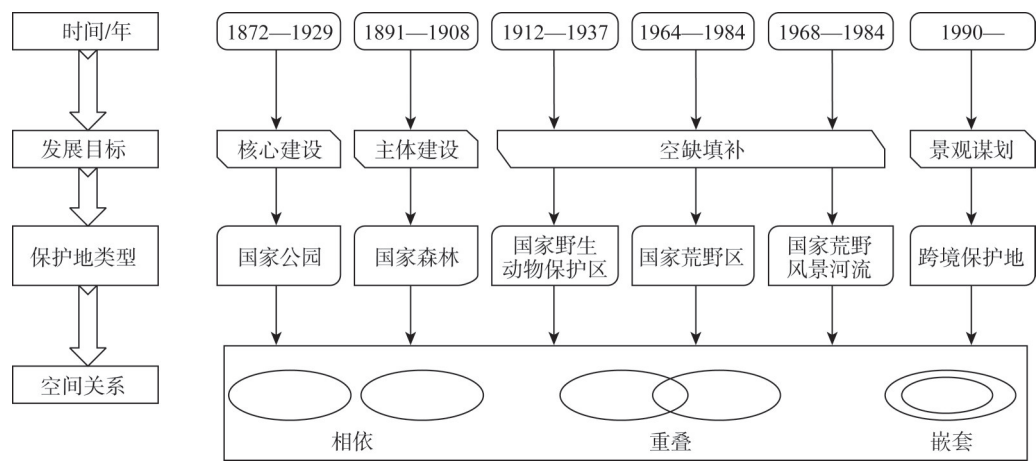 时间/年
1872—1929
1891—1908
1912—1937
1964—1984
1968—1984
1990—
发展目标
核心建设
主体建设
空缺填补
景观谋划
保护地类型
国家公园
国家森林
国家野生
动物保护区
国家荒野区
国家荒野
风景河流
跨境保护地
空间关系
相依
重叠
嵌套